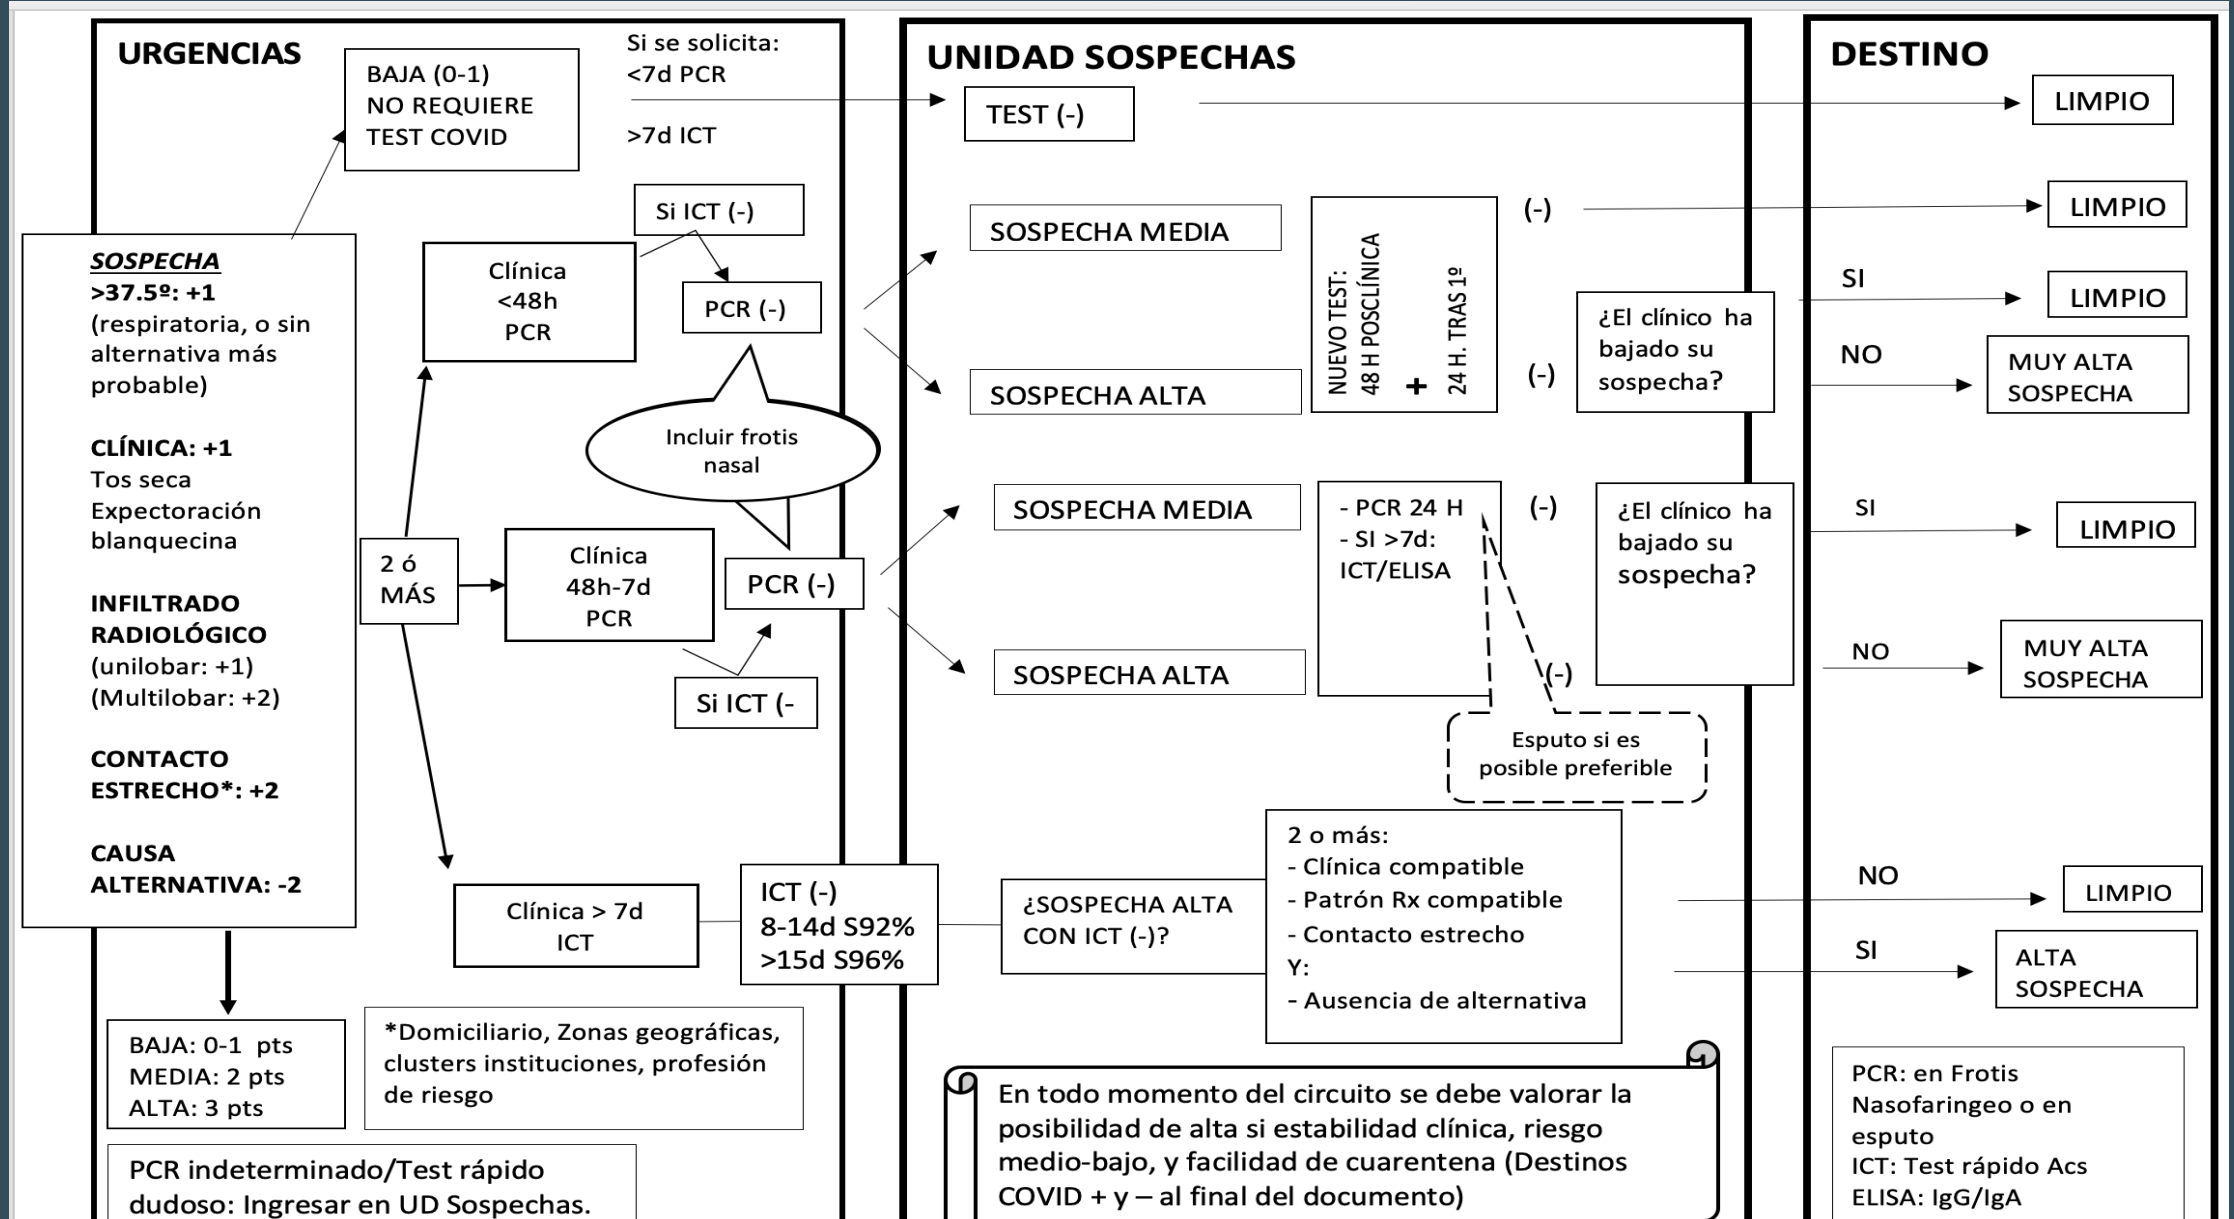 URGENCIAS
BAJA (0-1)
NO REQUIERE
TEST COVID
Si se solicita:
<7d PCR
>7d ICT
Si ICT (-)
Clínica
<48h
PCR
PCR (-)
SOSPECHA
>37.5º: +1
(respiratoria, o sin
alternativa más
probable)
CLÍNICA: +1
Tos seca
Expectoración
blanquecina
INFILTRADO
RADIOLÓGICO
(unilobar: +1)
(Multilobar: +2)
CONTACTO
ESTRECHO*: +2
CAUSA
ALTERNATIVA: -2
2 ó
MÁS
Incluir frotis
nasal
Clínica
48h-7d
PCR
PCR (-)
Si ICT (-
Clínica > 7d
ICT
ICT (-)
8-14d S92%
>15d S96%
BAJA: 0-1 pts
MEDIA: 2 pts
ALTA: 3 pts
*Domiciliario, Zonas geográficas,
clusters instituciones, profesión
de riesgo
PCR indeterminado/Test rápido
dudoso: Ingresar en UD Sospechas.
UNIDAD SOSPECHAS
TEST (-)
SOSPECHA MEDIA
SOSPECHA ALTA
NUEVO TEST:
48 H POSCLÍNICA
+
24 H. TRAS 1º
(-)
(-)
¿El clínico ha
bajado su
sospecha?
SOSPECHA MEDIA
SOSPECHA ALTA
- PCR 24 H
- SI >7d:
ICT/ELISA
(-)
(-)
¿El clínico ha
bajado su
sospecha?
Esputo si es
posible preferible
¿SOSPECHA ALTA
CON ICT (-)?
2 o más:
- Clínica compatible
- Patrón Rx compatible
- Contacto estrecho
Y:
- Ausencia de alternativa
En todo momento del circuito se debe valorar la
posibilidad de alta si estabilidad clínica, riesgo
medio-bajo, y facilidad de cuarentena (Destinos
COVID + y – al final del documento)
DESTINO
LIMPIO
LIMPIO
SI
LIMPIO
NO
MUY ALTA
SOSPECHA
SI
LIMPIO
NO
MUY ALTA
SOSPECHA
NO
LIMPIO
SI
ALTA
SOSPECHA
PCR: en Frotis
Nasofaringeo o en
esputo
ICT: Test rápido Acs
ELISA: IgG/IgA